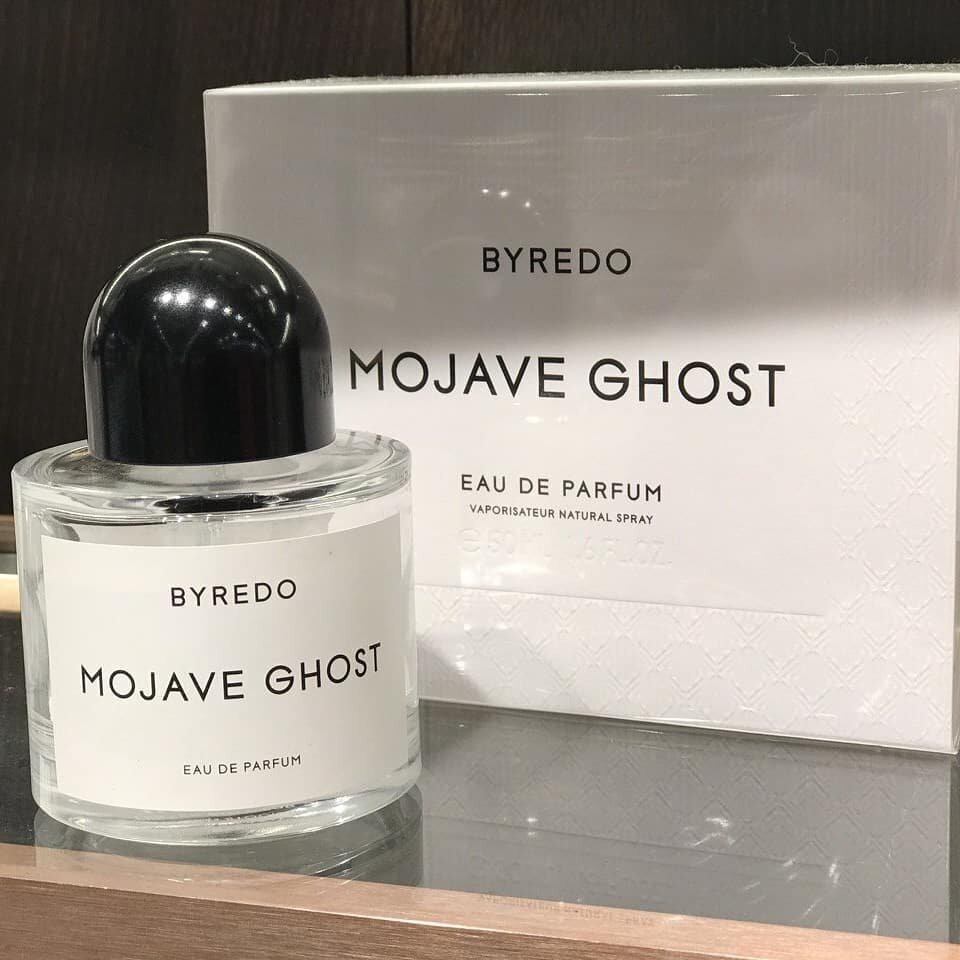 BYREDO
MOJAVE GHOST
EAU DE PARFUM
VAPORISATEUR NATURAL SPRAY
BYREDO
MOJAVE GHOST
EAU DE PARFUM